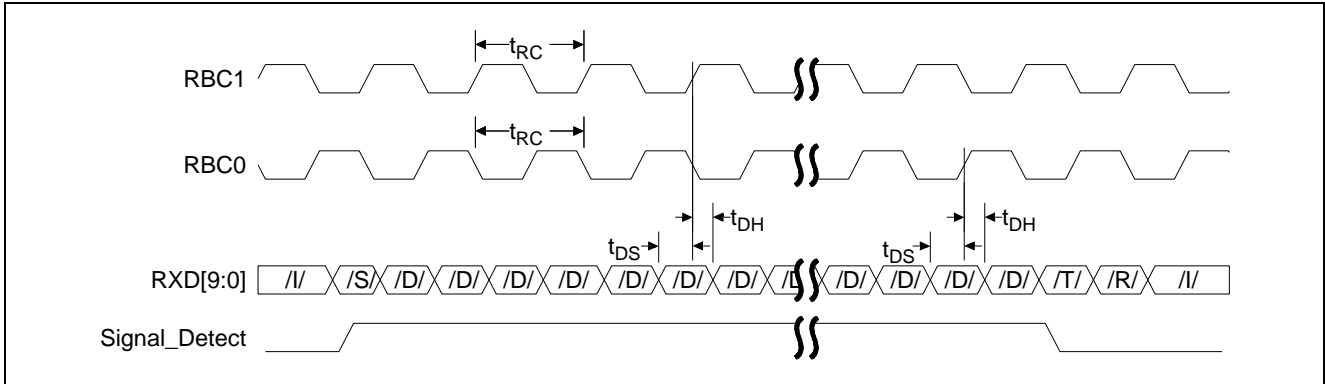 tRC
RBC1
tRC
RBC0
tDH
tDH
tDS
tDS
RXD[9:0] /I/ /S/ /D/ /D/ /D/ /D/ /D/ /D/ /D/ /D/ /D/ /D/ /D/ /T/ /R/ /I/
Signal_Detect